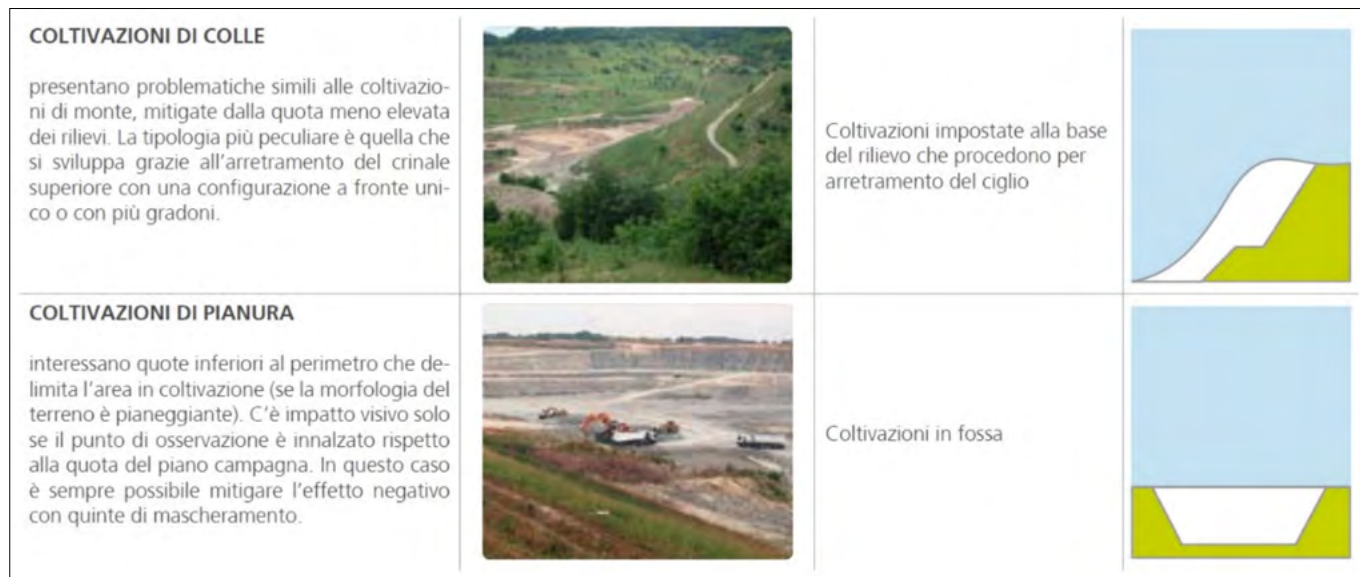 COLTIVAZIONI DI COLLE
presentano problematiche simili alle coltivazio-
ni di monte, mitigate dalla quota meno elevata
dei rilievi. La tipologia più peculiare è quella che
si sviluppa grazie all'arretramento del crinale
superiore con una configurazione a fronte uni-
co o con più gradoni.
Coltivazioni impostate alla base
del rilievo che procedono per
arretramento del ciglio
COLTIVAZIONI DI PIANURA
interessano quote inferiori al perimetro che de-
limita l'area in coltivazione (se la morfologia del
terreno è pianeggiante). C'è impatto visivo solo
se il punto di osservazione è innalzato rispetto
alla quota del piano campagna. In questo caso
è sempre possibile mitigare l'effetto negativo
con quinte di mascheramento.
Coltivazioni in fossa